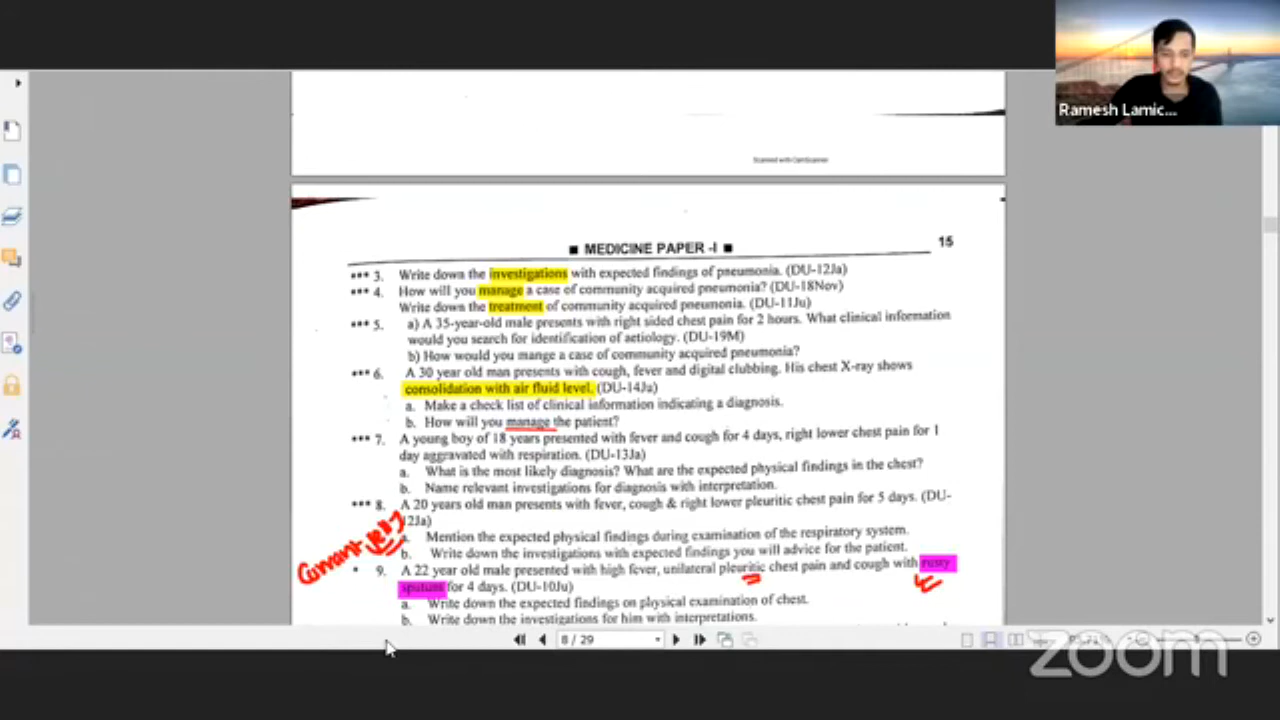 Ramesh Lamic...
Scanned with CamScanner
■ MEDICINE PAPER -I ■
15
*** 3. Write down the investigations with expected findings of pneumonia. (DU-12Ja)
*** 4. How will you manage a case of community acquired pneumonia? (DU-18Nov)
Write down the treatment of community acquired pneumonia. (DU-11Ju)
*** 5. a) A 35-year-old male presents with right sided chest pain for 2 hours. What clinical information
would you search for identification of aetiology. (DU-19M)
b) How would you mange a case of community acquired pneumonia?
*** 6. A 30 year old man presents with cough, fever and digital clubbing. His chest X-ray shows
consolidation with air fluid level. (DU-14Ju)
a. Make a check list of clinical information indicating a diagnosis.
b. How will you manage the patient?
*** 7. A young boy of 18 years presented with fever and cough for 4 days, right lower chest pain for 1
day aggravated with respiration. (DU-13Ja)
a. What is the most likely diagnosis? What are the expected physical findings in the chest?
b. Name relevant investigations for diagnosis with interpretation.
*** 8. A 20 years old man presents with fever, cough & right lower pleuritic chest pain for 5 days. (DU-
12Ja)
a. Mention the expected physical findings during examination of the respiratory system.
b. Write down the investigations with expected findings you will advice for the patient.
* 9. A 22 year old male presented with high fever, unilateral pleuritic chest pain and cough with rusty
sputum for 4 days. (DU-10Ju)
a. Write down the expected findings on physical examination of chest.
b. Write down the investigations for him with interpretations.
8 / 29
zoom